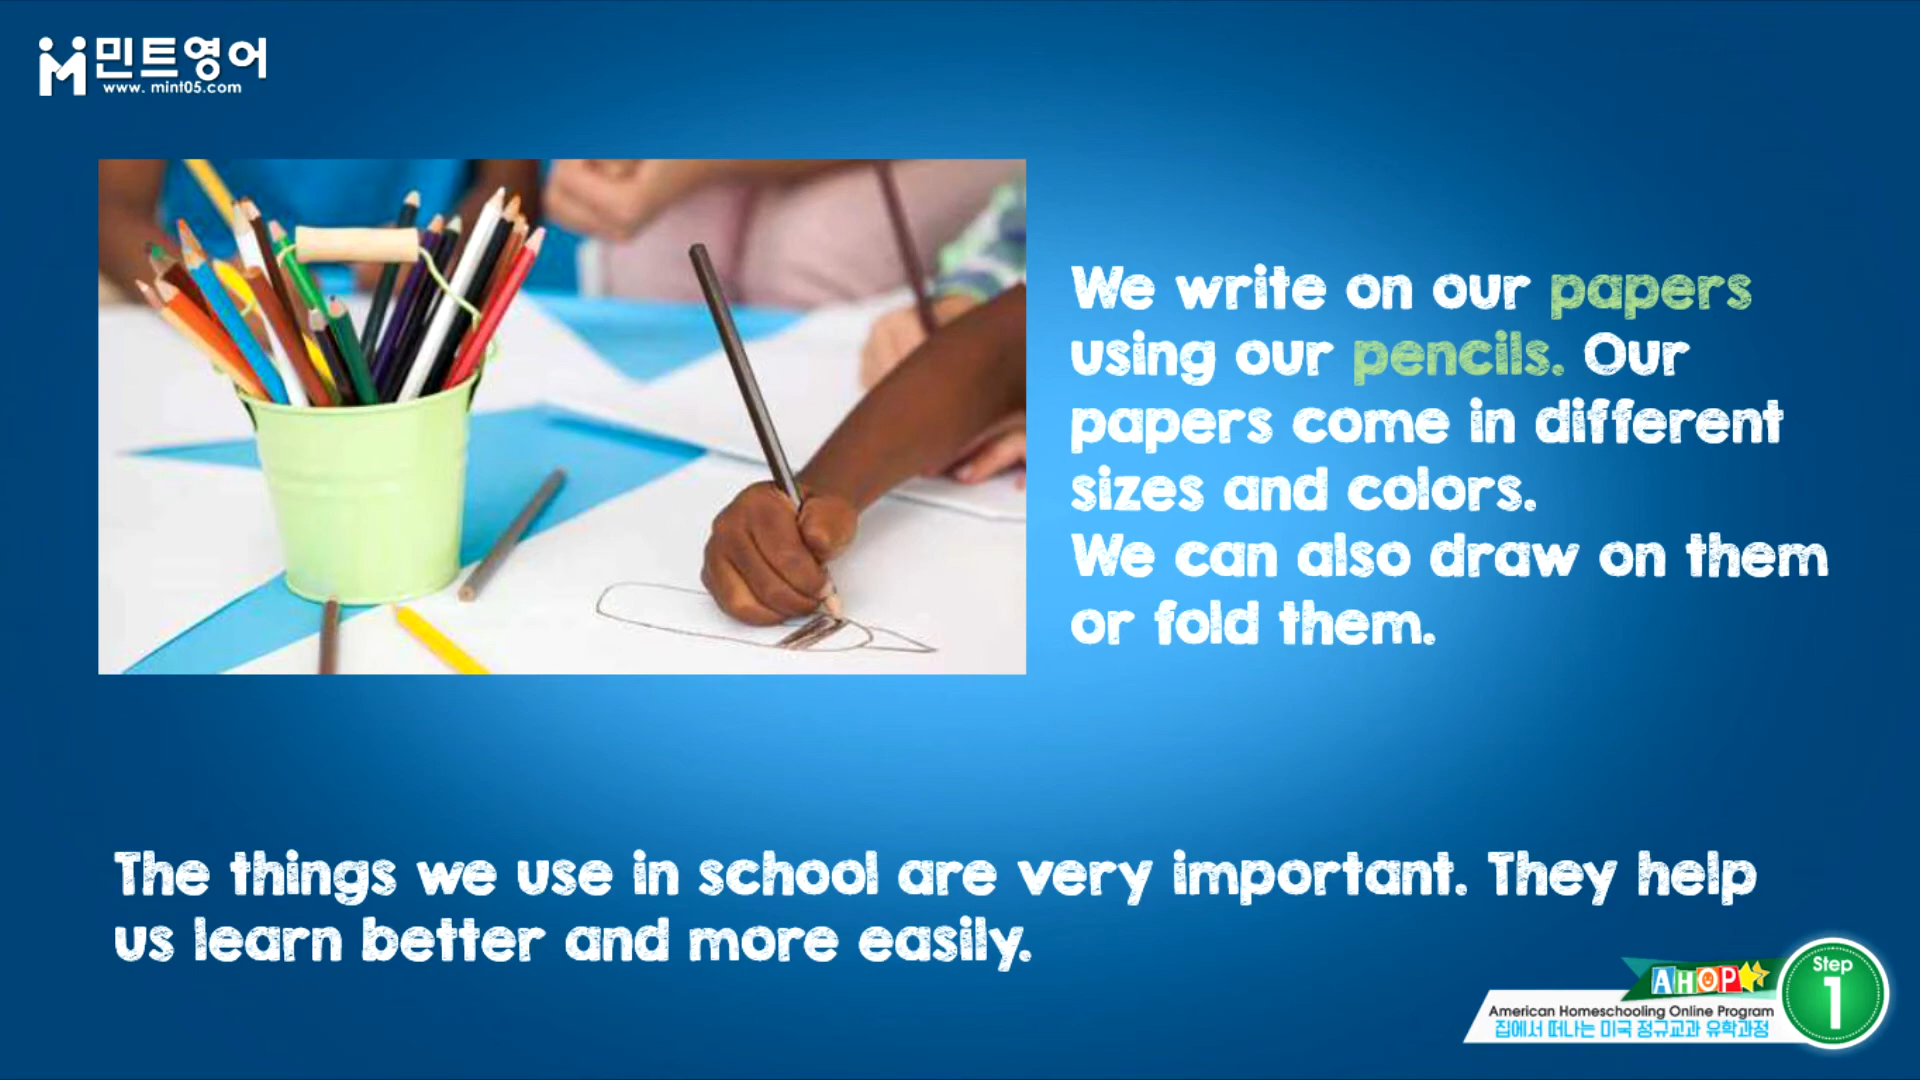 민트영어
www. mint05.com
We write on our papers
using our pencils. Our
papers come in different
sizes and colors.
We can also draw on them
or fold them.
The things we use in school are very important. They help
us learn better and more easily.
AHOP
Step
1
American Homeschooling Online Program
집에서 떠나는 미국 정규교과 유학과정